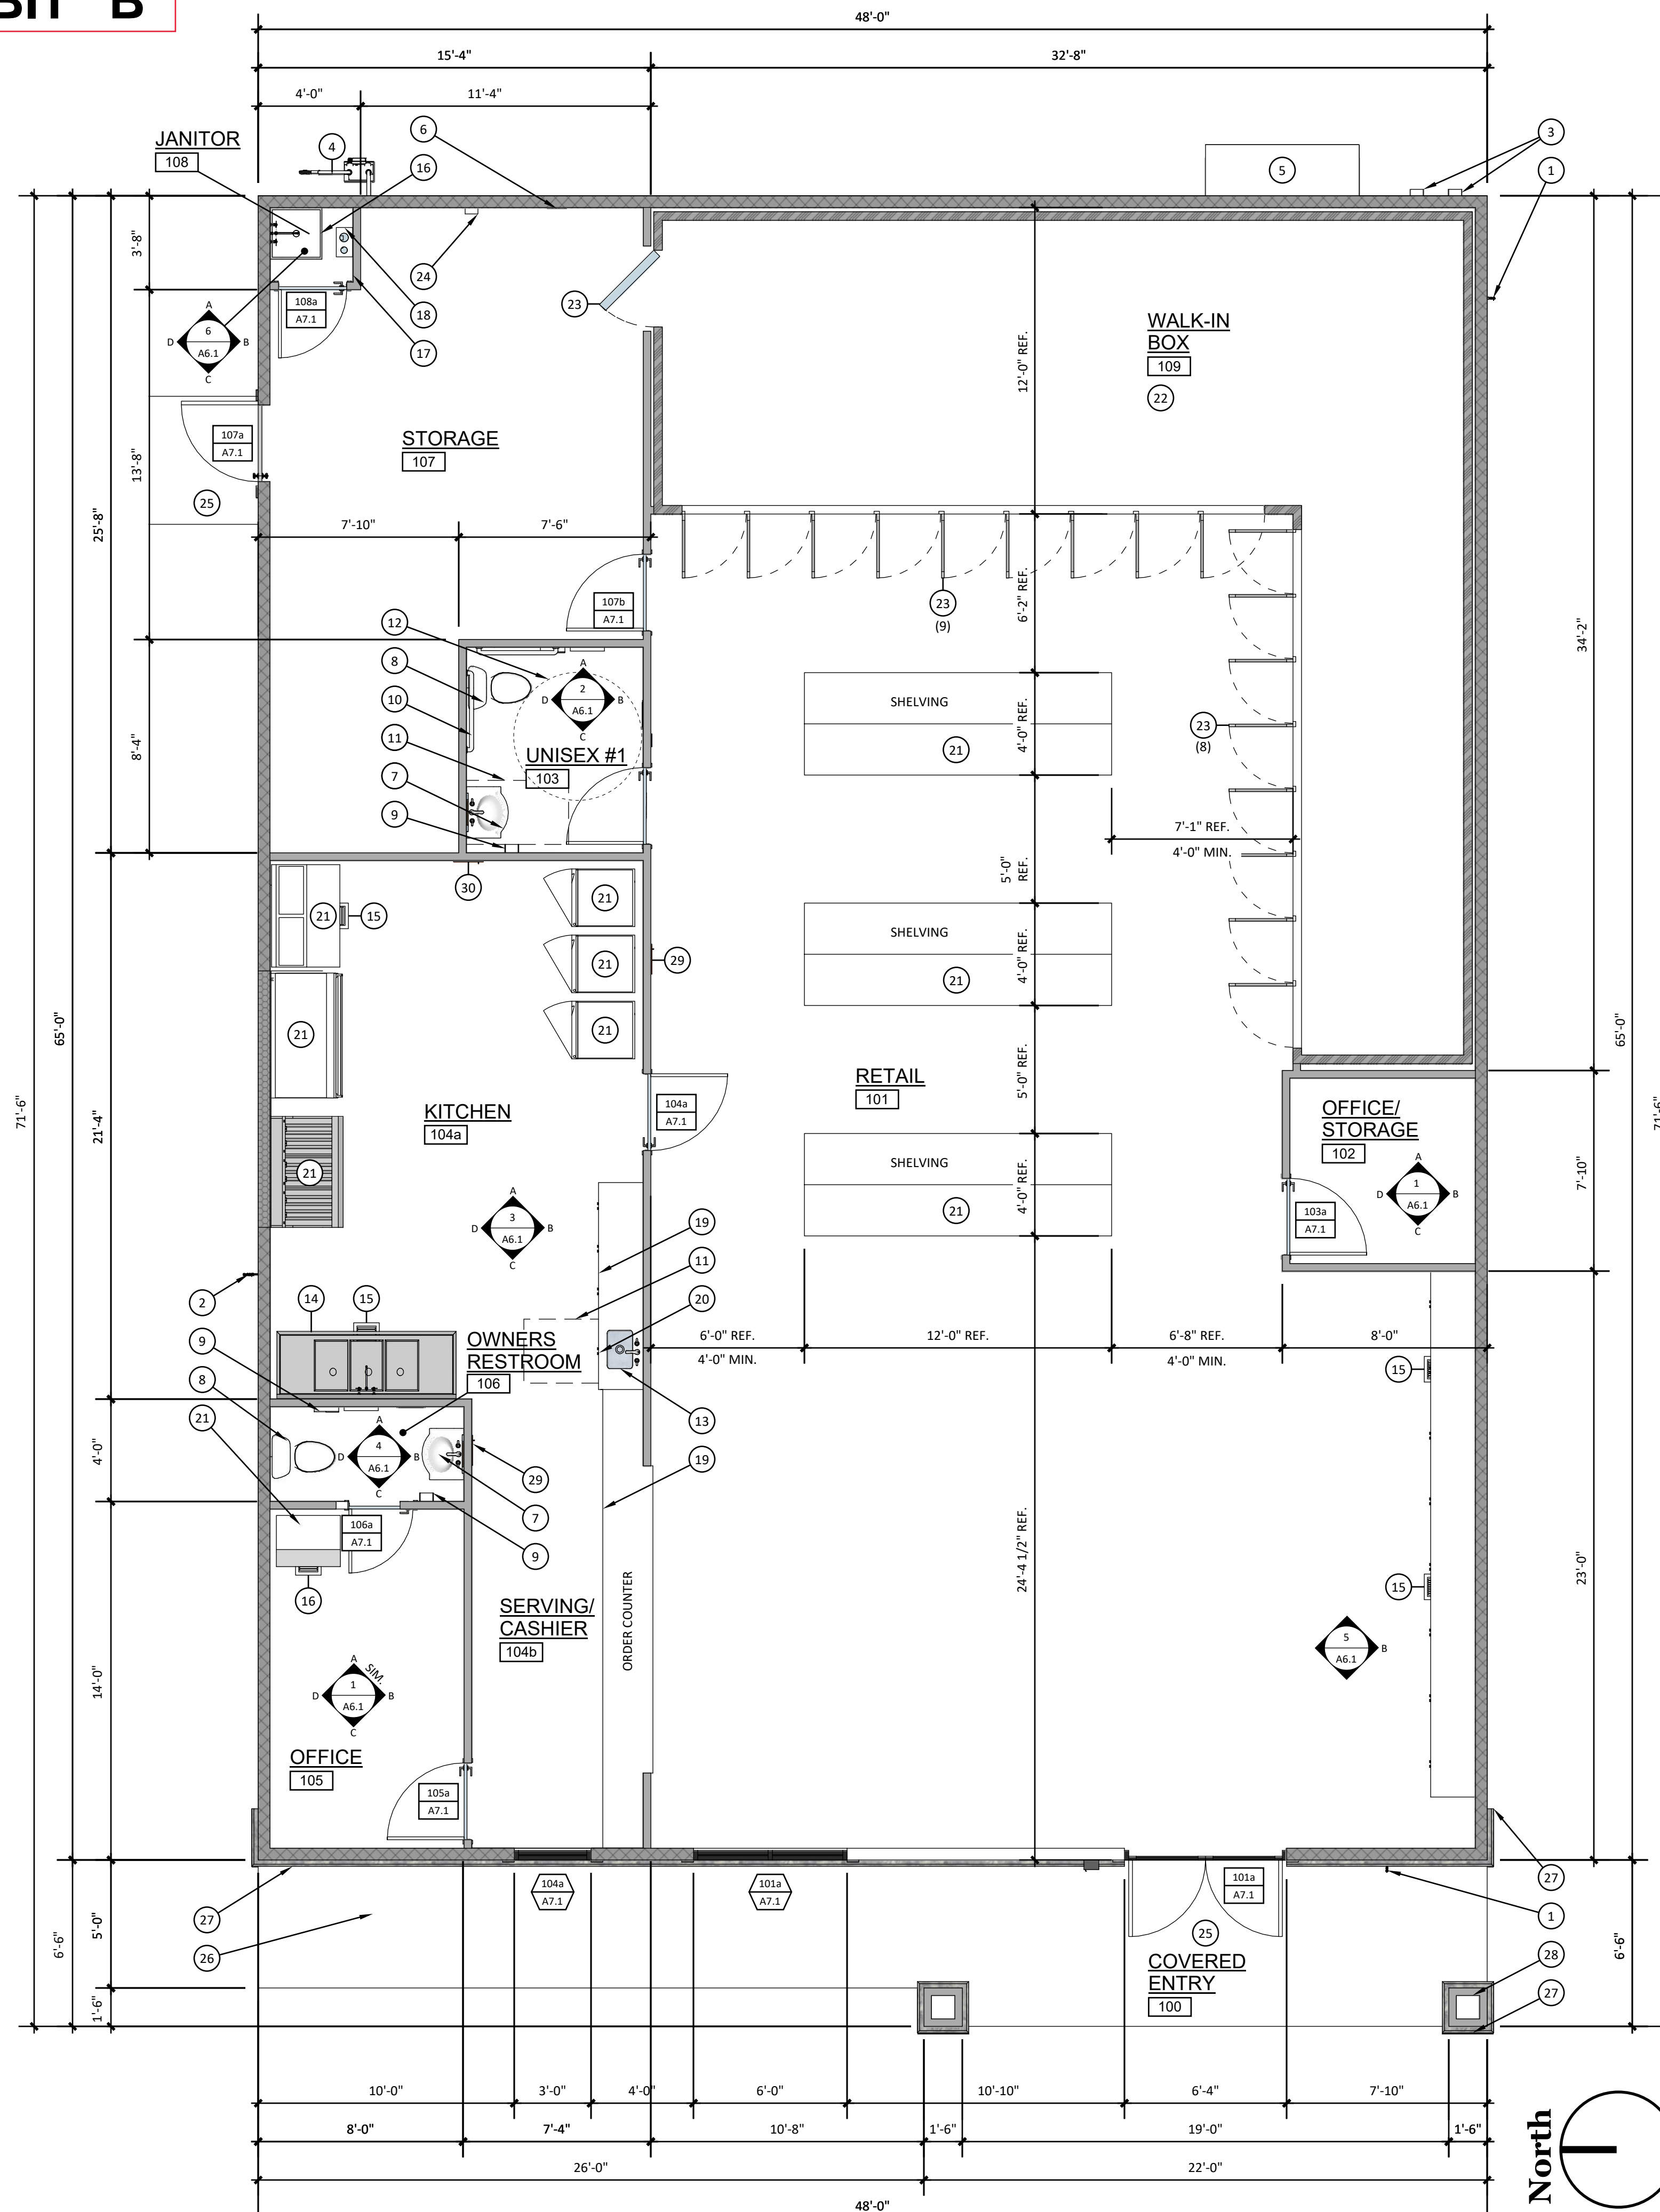 BIT "B"
48'-0"
15'-4"
32'-8"
4'-0"
11'-4"
JANITOR
108
4
6
16
5
3
1
3'-8"
24
23
18
17
108a
A7.1
A
D
6
B
A6.1
C
WALK-IN
BOX
109
22
12'-0" REF.
STORAGE
107
107a
A7.1
25
13'-8"
25'-8"
7'-10"
7'-6"
107b
A7.1
23
(9)
6'-2" REF.
34'-2"
12
8
10
11
7
9
A
D
2
B
A6.1
C
UNISEX #1
103
8'-4"
SHELVING
21
4'-0" REF.
23
(8)
7'-1" REF.
4'-0" MIN.
5'-0"
REF.
30
21
15
21
21
21
29
21
SHELVING
21
4'-0" REF.
65'-0"
71'-6"
65'-0"
71'-6"
RETAIL
101
5'-0" REF.
KITCHEN
104a
104a
A7.1
21'-4"
21
OFFICE/
STORAGE
102
A
D
1
B
A6.1
C
103a
A7.1
7'-10"
SHELVING
21
4'-0" REF.
A
D
3
B
A6.1
C
19
11
20
2
14
15
9
8
21
OWNERS
RESTROOM
106
6'-0" REF.
4'-0" MIN.
12'-0" REF.
6'-8" REF.
4'-0" MIN.
8'-0"
15
13
19
4'-0"
A
D
4
B
A6.1
C
29
7
9
106a
A7.1
16
24'-4 1/2" REF.
23'-0"
15
SERVING/
CASHIER
104b
ORDER COUNTER
5
B
A6.1
14'-0"
A
SIM.
D
1
B
A6.1
C
OFFICE
105
105a
A7.1
27
26
104a
A7.1
101a
A7.1
101a
A7.1
25
COVERED
ENTRY
100
27
1
28
27
5'-0"
6'-6"
1'-6"
6'-6"
10'-0"
3'-0"
4'-0"
6'-0"
10'-10"
6'-4"
7'-10"
8'-0"
7'-4"
10'-8"
1'-6"
19'-0"
1'-6"
26'-0"
22'-0"
48'-0"
North